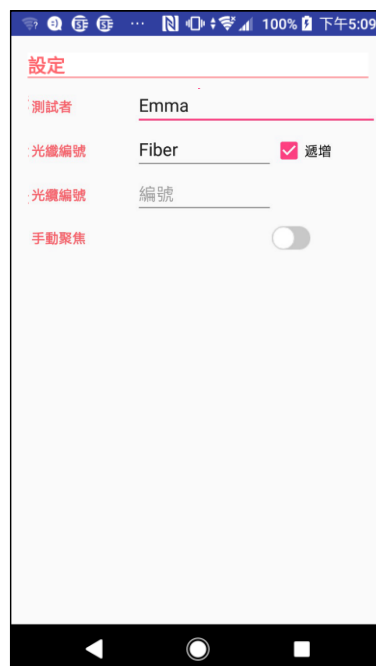 100% 下午5:09
設定
測試者 Emma
光纖編號 Fiber 遞增
光纜編號 編號
手動聚焦